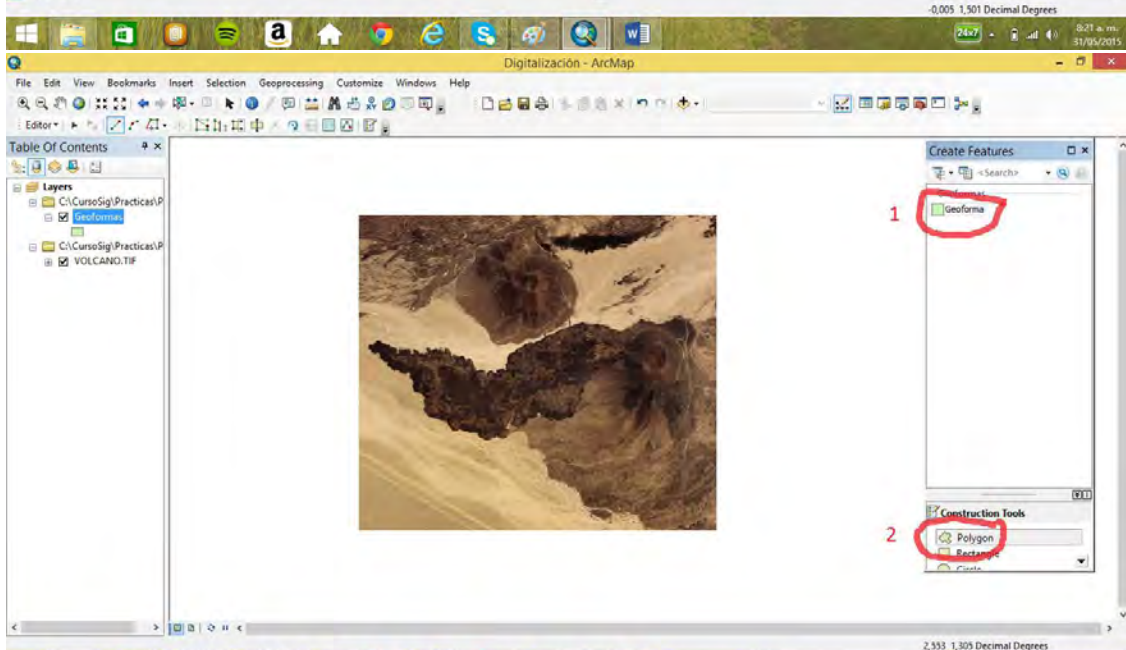 -0,005 1,501 Decimal Degrees
24x7
8:21 a. m.
31/05/2015
Digitalización - ArcMap
File Edit View Bookmarks Insert Selection Geoprocessing Customize Windows Help
Editor
Table Of Contents
Layers
C:\CursoSig\Practicas\P
Geoformas
C:\CursoSig\Practicas\P
VOLCANO.TIF
Create Features
<Search>
Geoformas
1
Geoforma
Construction Tools
2
Polygon
Rectangle
Circle
2,553 1,305 Decimal Degrees